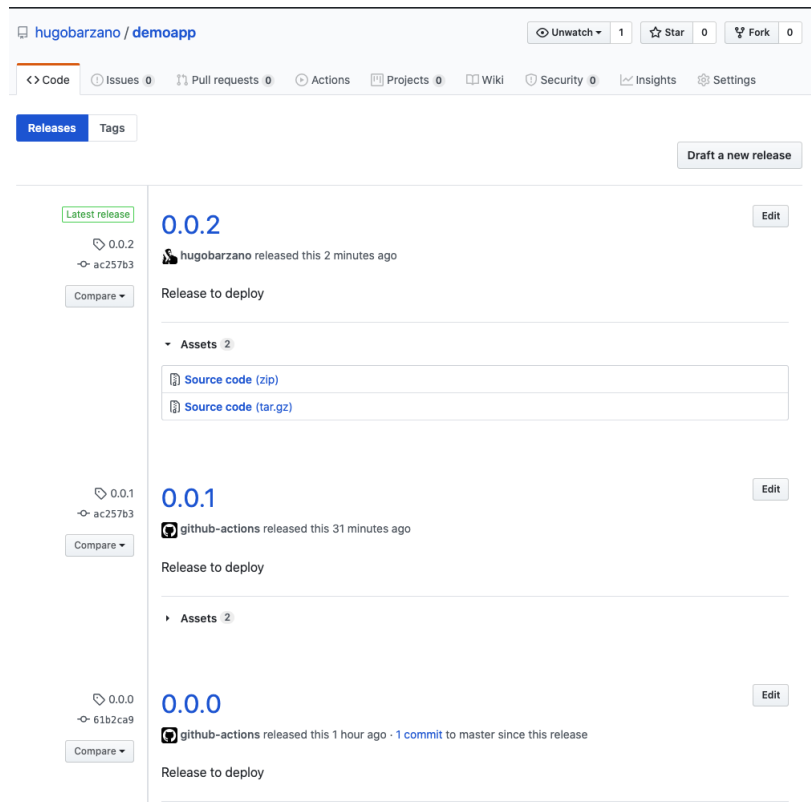 hugobarzano / demoapp
Unwatch 1 Star 0 Fork 0
<> Code Issues 0 Pull requests 0 Actions Projects 0 Wiki Security 0 Insights Settings
Releases Tags
Draft a new release
Latest release
0.0.2
ac257b3
Compare
0.0.2
Edit
hugobarzano released this 2 minutes ago
Release to deploy
Assets 2
Source code (zip)
Source code (tar.gz)
0.0.1
ac257b3
Compare
0.0.1
Edit
github-actions released this 31 minutes ago
Release to deploy
Assets 2
0.0.0
61b2ca9
Compare
0.0.0
Edit
github-actions released this 1 hour ago · 1 commit to master since this release
Release to deploy